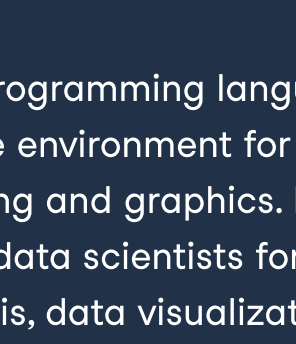 rogramming langu
e environment for
ng and graphics.
data scientists for
is, data visualizat